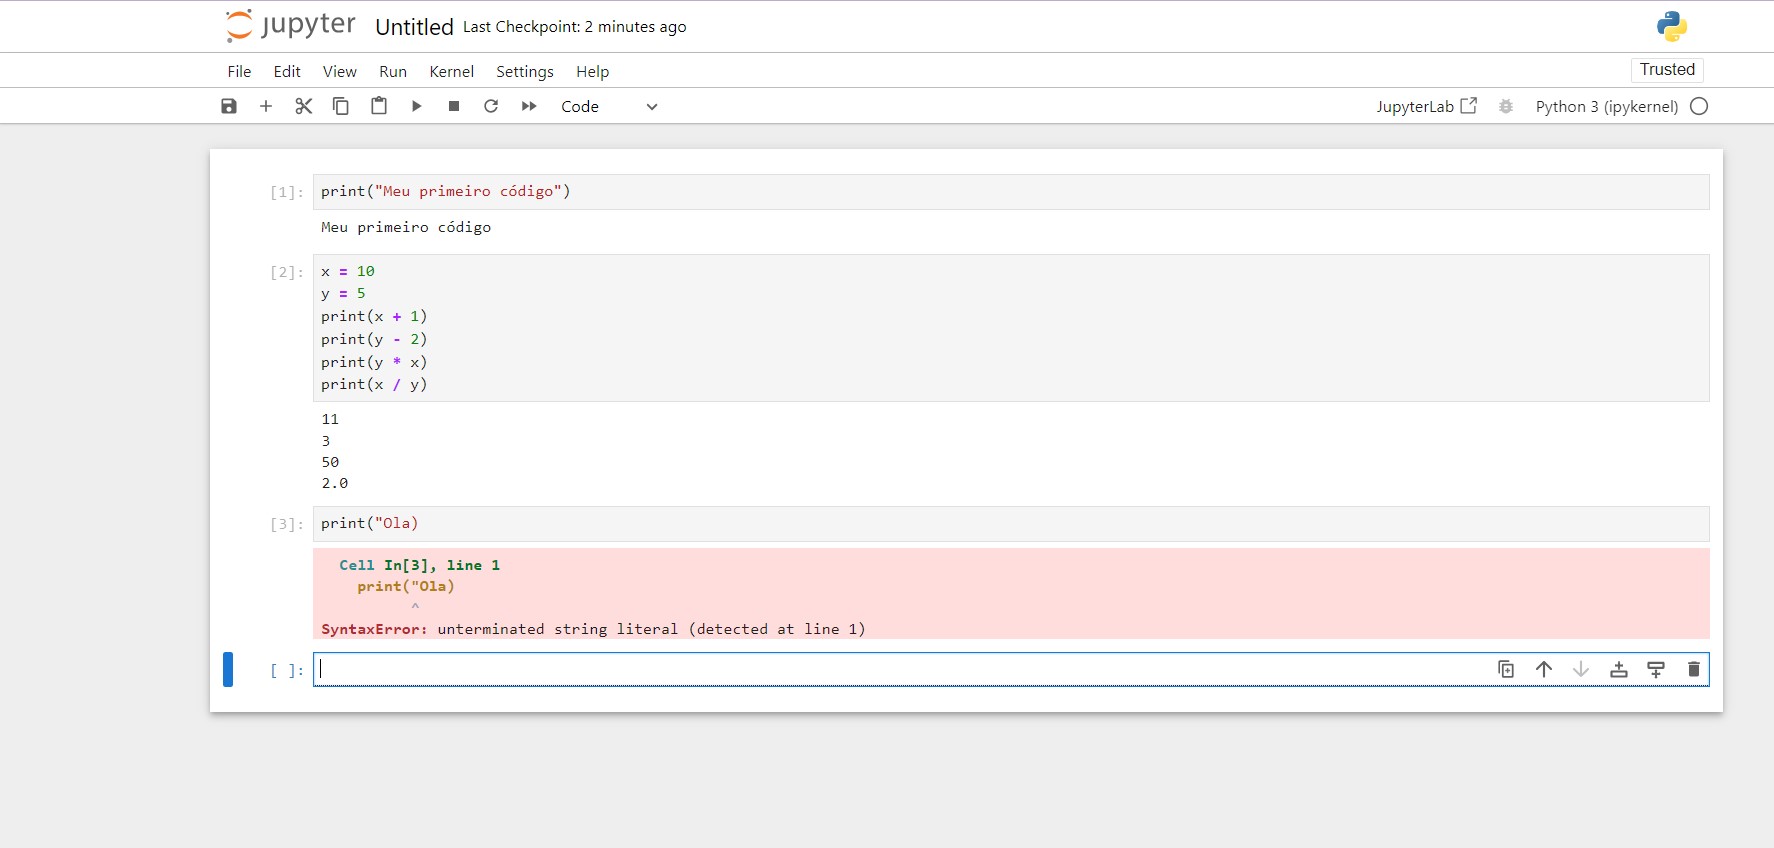 jupyter Untitled Last Checkpoint: 2 minutes ago
File Edit View Run Kernel Settings Help Trusted
Code JupyterLab Python 3 (ipykernel)
[1]: print("Meu primeiro código")
Meu primeiro código
[2]: x = 10
y = 5
print(x + 1)
print(y - 2)
print(y * x)
print(x / y)
11
3
50
2.0
[3]: print("Ola)
Cell In[3], line 1
print("Ola)
^
SyntaxError: unterminated string literal (detected at line 1)
[ ]: